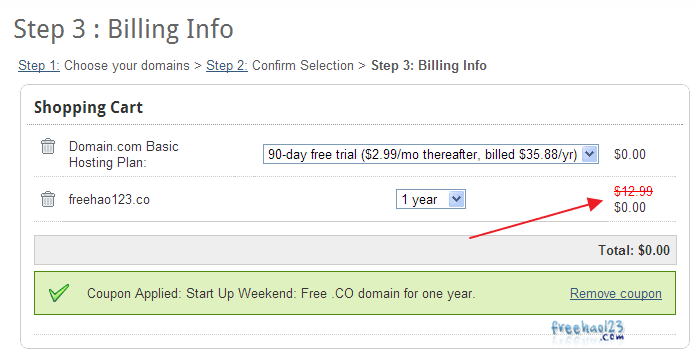 Step 3 : Billing Info
Step 1: Choose your domains > Step 2: Confirm Selection > Step 3: Billing Info
Shopping Cart
Domain.com Basic
Hosting Plan:
90-day free trial ($2.99/mo thereafter, billed $35.88/yr)
$0.00
freehao123.co
1 year
$12.99
$0.00
Total: $0.00
Coupon Applied: Start Up Weekend: Free .CO domain for one year.
Remove coupon
freehao123
.com